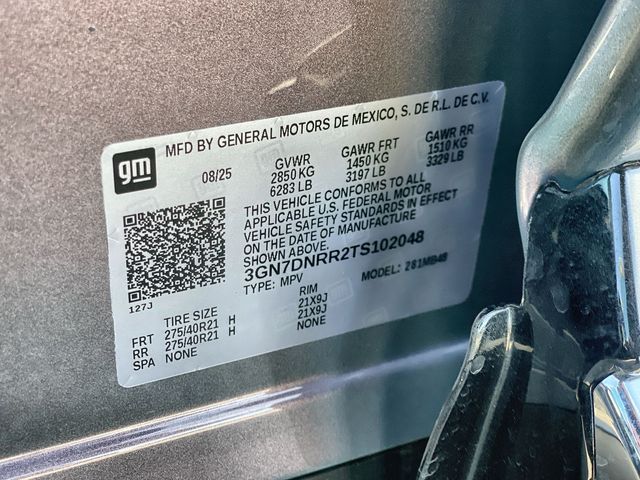 MFD BY GENERAL MOTORS DE MEXICO, S. DE R.L. DE C.V.
gm
08/25
GVWR
2850 KG
6283 LB
GAWR FRT
1450 KG
3197 LB
GAWR RR
1510 KG
3329 LB
THIS VEHICLE CONFORMS TO ALL
APPLICABLE U.S. FEDERAL MOTOR
VEHICLE SAFETY STANDARDS IN EFFECT
ON THE DATE OF MANUFACTURE
SHOWN ABOVE.
3GN7DNRR2TS102048
TYPE: MPV
MODEL: 281MB48
127J
TIRE SIZE
RIM
FRT 275/40R21 H 21X9J
RR 275/40R21 H 21X9J
SPA NONE NONE